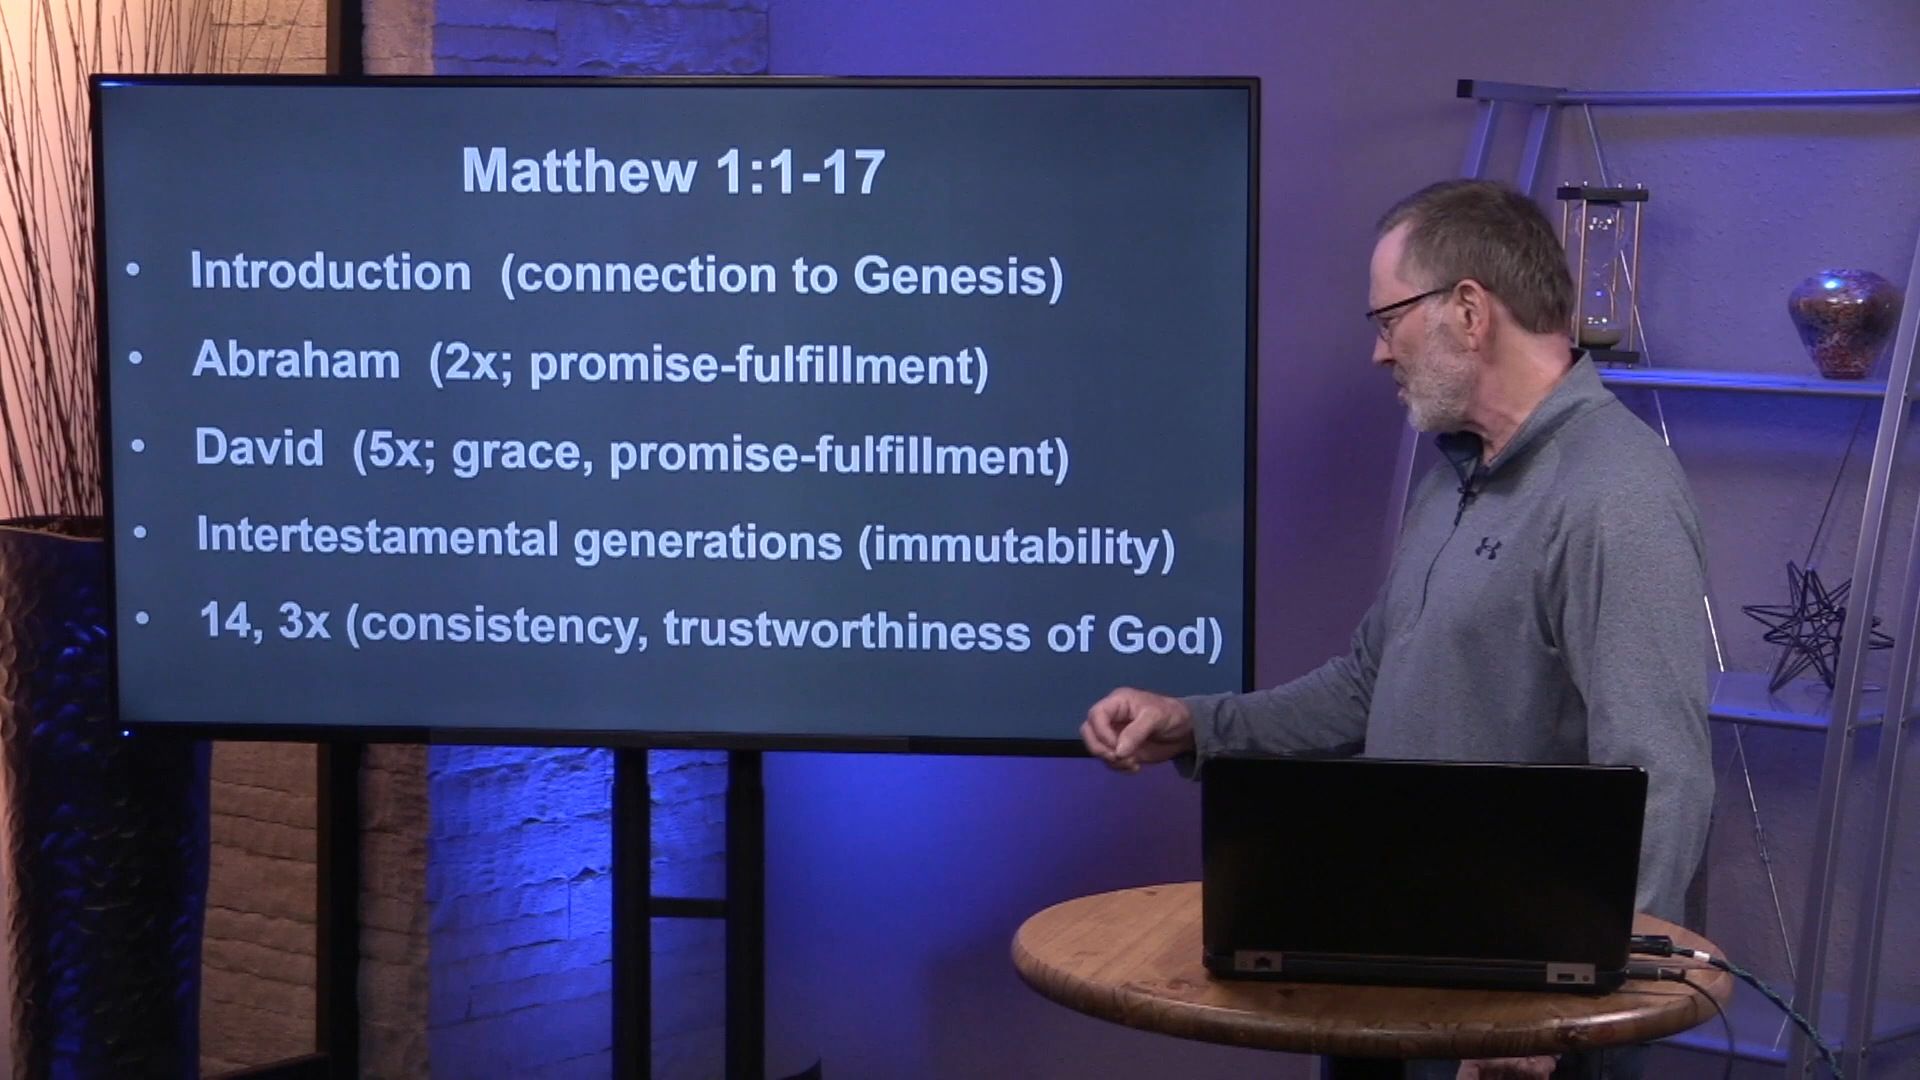 Matthew 1:1-17
• Introduction (connection to Genesis)
• Abraham (2x; promise-fulfillment)
• David (5x; grace, promise-fulfillment)
• Intertestamental generations (immutability)
• 14, 3x (consistency, trustworthiness of God)